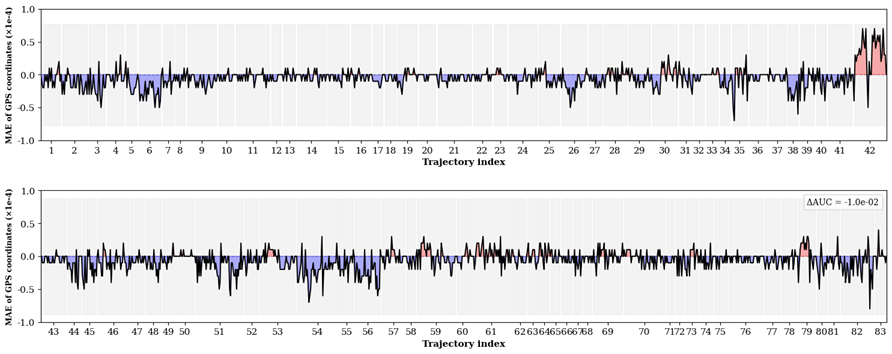 MAE of GPS coordinates (×1e-4)
1.0
0.5
0.0
-0.5
-1.0
1 2 3 4 5 6 7 8 9 10 11 12 13 14 15 16 17 18 19 20 21 22 23 24 25 26 27 28 29 30 31 32 33 34 35 36 37 38 39 40 41 42
Trajectory index
MAE of GPS coordinates (×1e-4)
1.0
0.5
0.0
-0.5
-1.0
ΔAUC = -1.0e-02
43 44 45 46 47 48 49 50 51 52 53 54 55 56 57 58 59 60 61 62 63 64 65 66 67 68 69 70 71 72 73 74 75 76 77 78 79 80 81 82 83
Trajectory index